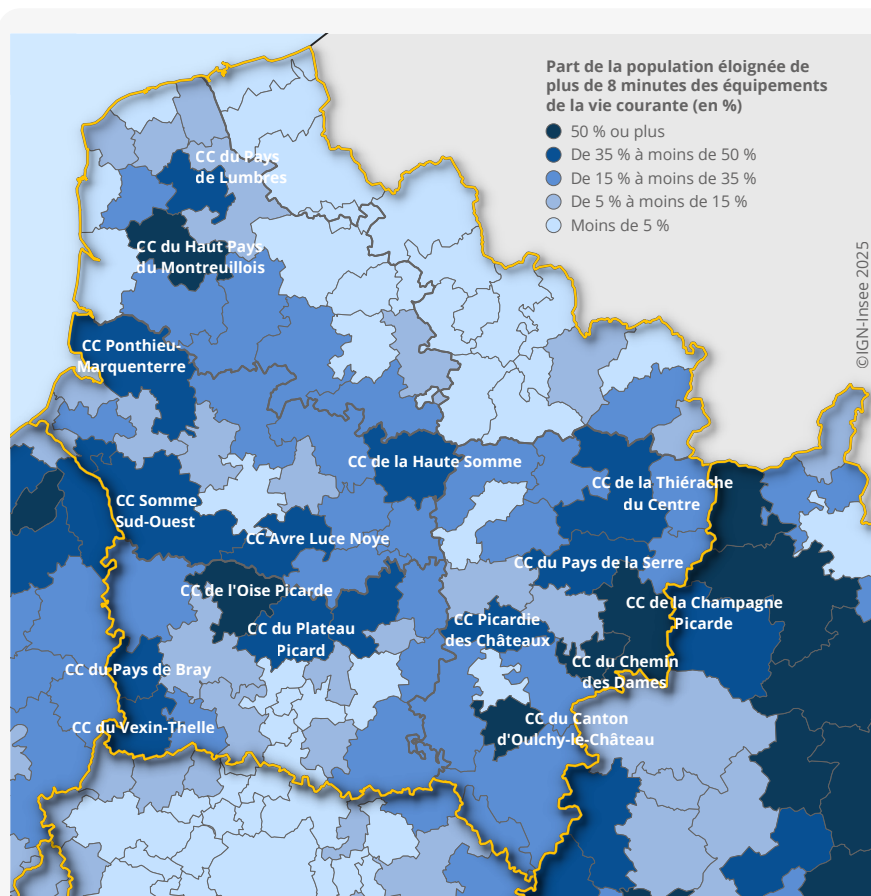 Part de la population éloignée de
plus de 8 minutes des équipements
de la vie courante (en %)
50 % ou plus
De 35 % à moins de 50 %
De 15 % à moins de 35 %
De 5 % à moins de 15 %
Moins de 5 %
©IGN-Insee 2025
CC du Pays
de Lumbres
CC du Haut Pays
du Montreuillois
CC Ponthieu-
Marquenterre
CC de la Haute Somme
CC de la Thiérache
du Centre
CC Somme
Sud-Ouest
CC Avre Luce Noye
CC du Pays de la Serre
CC de l'Oise Picarde
CC de la Champagne
Picarde
CC du Plateau
Picard
CC Picardie
des Châteaux
CC du Pays de Bray
CC du Chemin
des Dames
CC du Vexin-Thelle
CC du Canton
d'Oulchy-le-Château